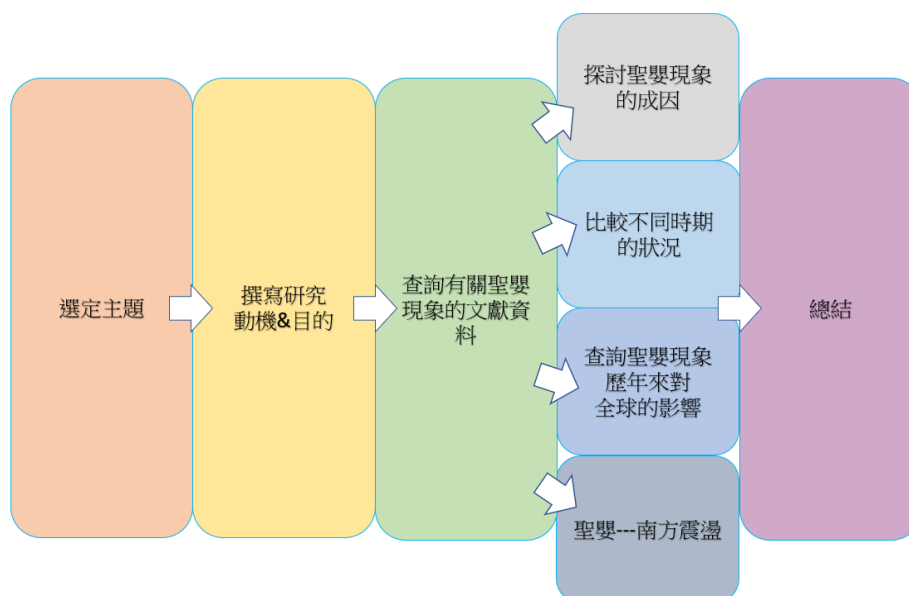 選定主題
撰寫研究
動機&目的
查詢有關聖嬰
現象的文獻資
料
探討聖嬰現象
的成因
比較不同時期
的狀況
查詢聖嬰現象
歷年來對
全球的影響
聖嬰---南方震盪
總結